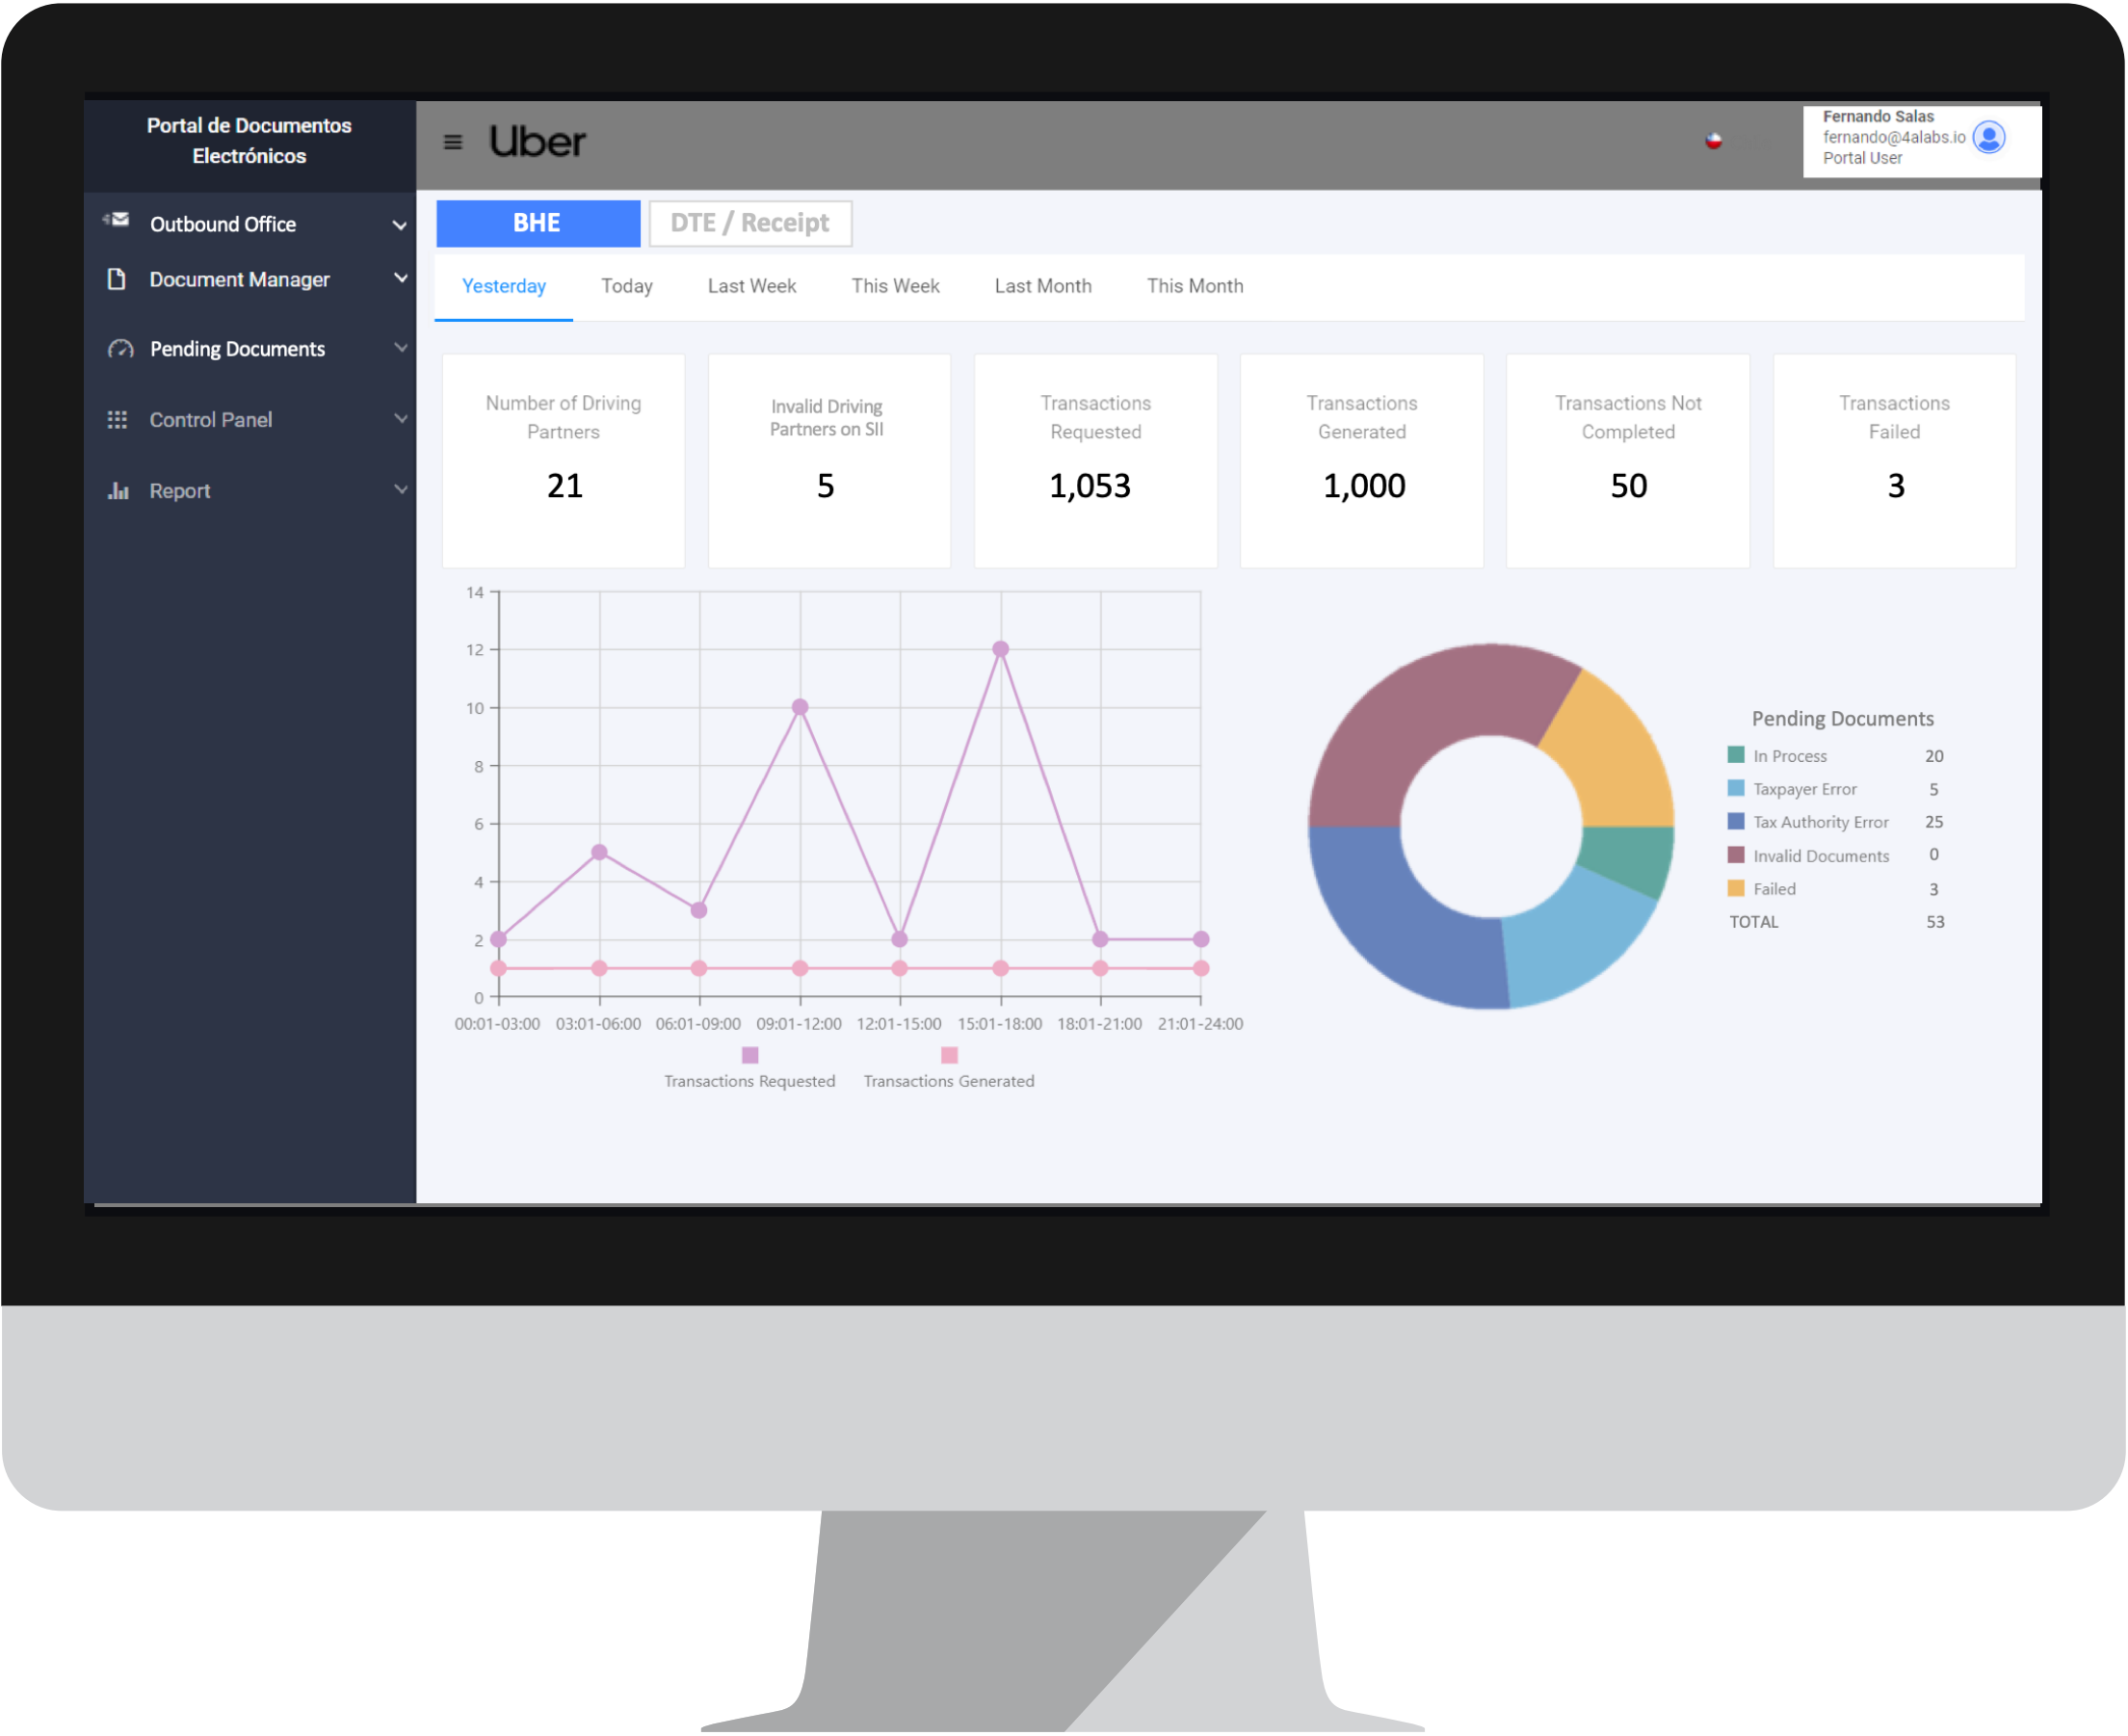 Portal de Documentos
Electrónicos
Uber
Fernando Salas
fernando@4alabs.io
Portal User
Outbound Office
Document Manager
Pending Documents
Control Panel
Report
BHE
DTE / Receipt
Yesterday Today Last Week This Week Last Month This Month
Number of Driving
Partners
21
Invalid Driving
Partners on SII
5
Transactions
Requested
1,053
Transactions
Generated
1,000
Transactions Not
Completed
50
Transactions
Failed
3
14
12
10
8
6
4
2
0
00:01-03:00 03:01-06:00 06:01-09:00 09:01-12:00 12:01-15:00 15:01-18:00 18:01-21:00 21:01-24:00
Transactions Requested Transactions Generated
Pending Documents
In Process 20
Taxpayer Error 5
Tax Authority Error 25
Invalid Documents 0
Failed 3
TOTAL 53